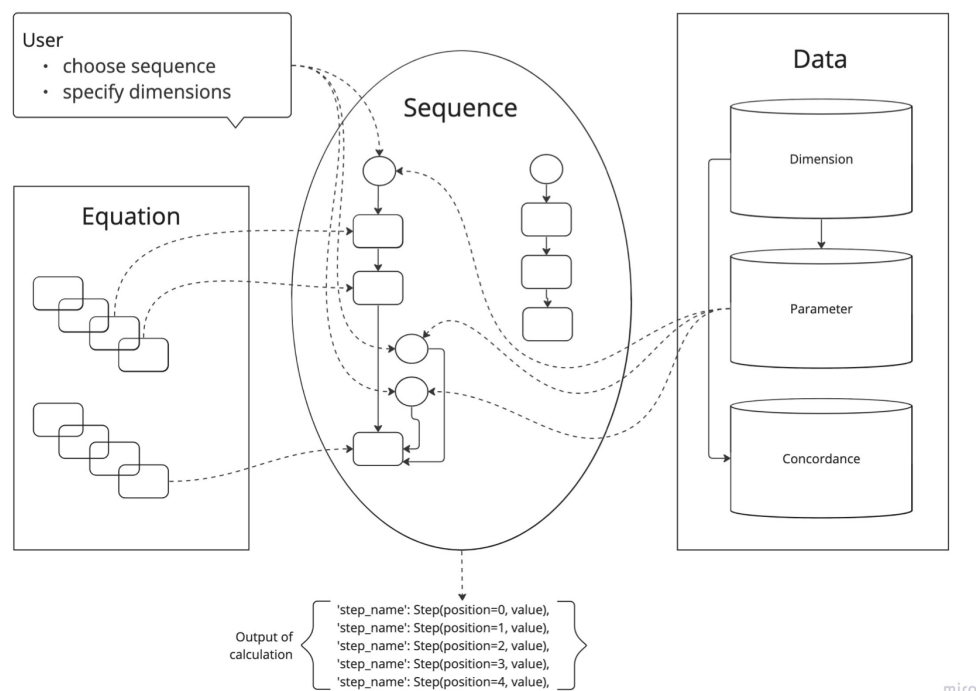 User
• choose sequence
• specify dimensions
Sequence
Data
Dimension
Equation
Parameter
Concordance
Output of
calculation
'step_name': Step(position=0, value),
'step_name': Step(position=1, value),
'step_name': Step(position=2, value),
'step_name': Step(position=3, value),
'step_name': Step(position=4, value),
miro